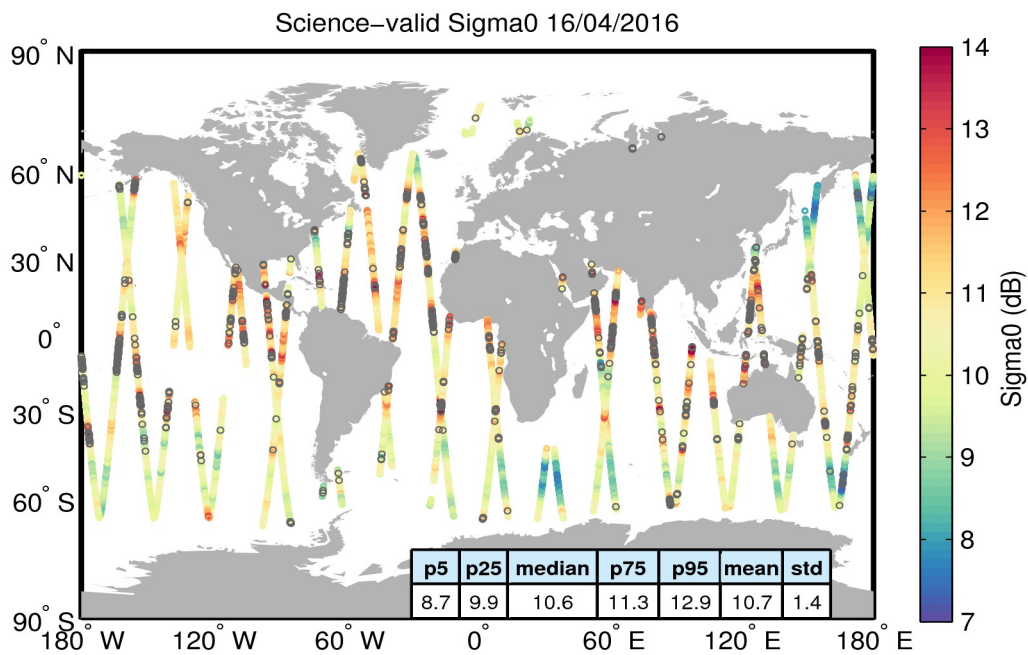 Science−valid Sigma0 16/04/2016
90° N
60° N
30° N
0°
30° S
60° S
90° S
180° W
120° W
60° W
0°
60° E
120° E
180° E
p5 p25 median p75 p95 mean std
8.7 9.9 10.6 11.3 12.9 10.7 1.4
14
13
12
11
10
9
8
7
Sigma0 (dB)